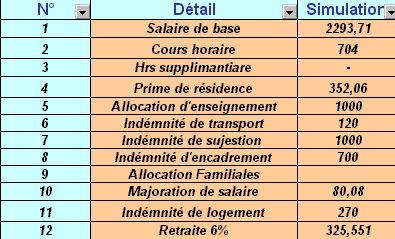 N° Détail Simulation
1 Salaire de base 2293,71
2 Cours horaire 704
3 Hrs supplimantiare -
4 Prime de résidence 352,06
5 Allocation d'enseignement 1000
6 Indémnité de transport 120
7 Indémnité de sujestion 1000
8 Indémnité d'encadrement 700
9 Allocation Familiales
10 Majoration de salaire 80,08
11 Indémnité de logement 270
12 Retraite 6% 325,551